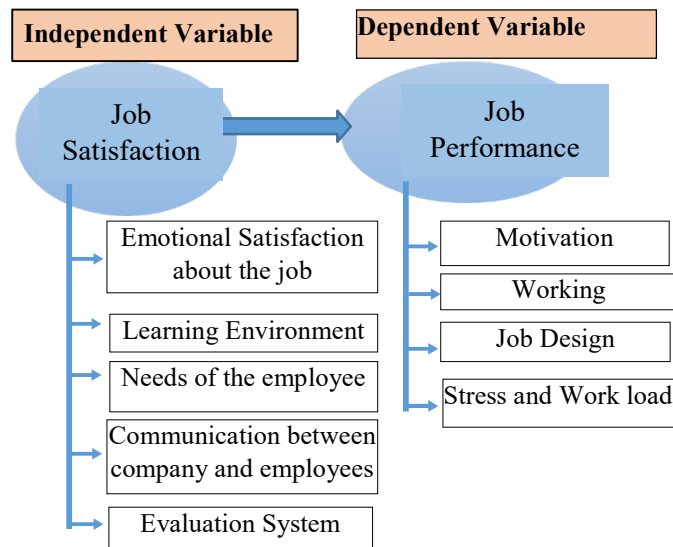 Independent Variable
Dependent Variable
Job
Satisfaction
Job
Performance
Emotional Satisfaction
about the job
Learning Environment
Needs of the employee
Communication between
company and employees
Evaluation System
Motivation
Working
Job Design
Stress and Work load